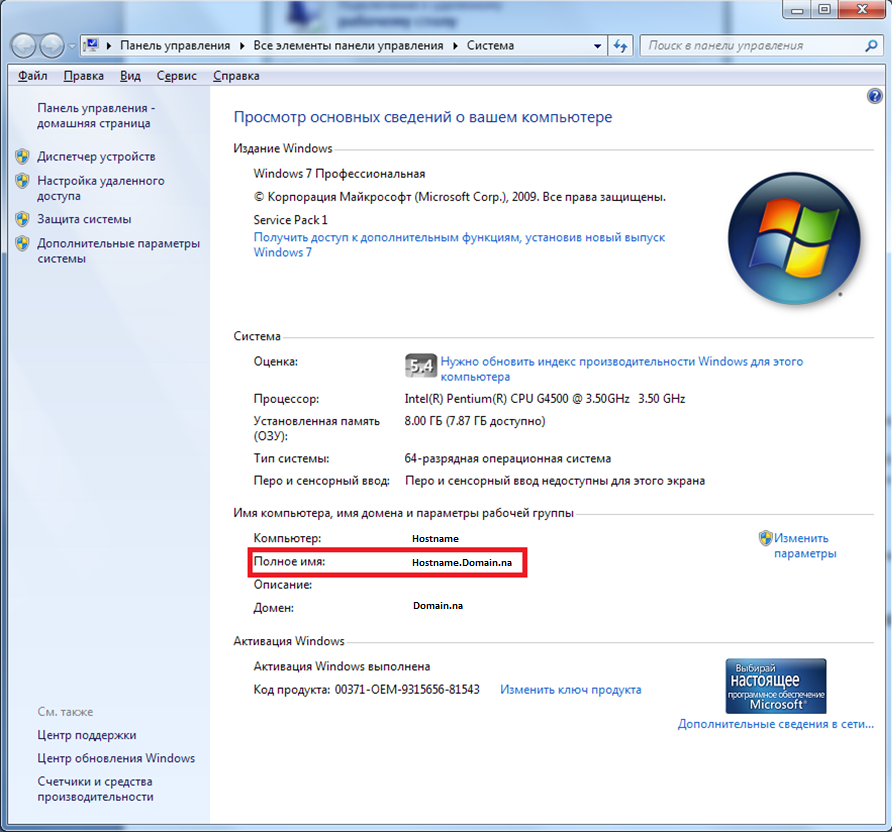 Подключение к удаленному
рабочему столу
Панель управления
Все элементы панели управления
Система
Поиск в панели управления
Файл Правка Вид Сервис Справка
Панель управления -
домашняя страница
Диспетчер устройств
Настройка удаленного
доступа
Защита системы
Дополнительные параметры
системы
Просмотр основных сведений о вашем компьютере
Издание Windows
Windows 7 Профессиональная
© Корпорация Майкрософт (Microsoft Corp.), 2009. Все права защищены.
Service Pack 1
Получить доступ к дополнительным функциям, установив новый выпуск
Windows 7
Система
Оценка: 5,4 Нужно обновить индекс производительности Windows для этого
компьютера
Процессор: Intel(R) Pentium(R) CPU G4500 @ 3.50GHz 3.50 GHz
Установленная память
(ОЗУ):
8.00 ГБ (7.87 ГБ доступно)
Тип системы: 64-разрядная операционная система
Перо и сенсорный ввод: Перо и сенсорный ввод недоступны для этого экрана
Имя компьютера, имя домена и параметры рабочей группы
Компьютер: Hostname
Изменить
параметры
Полное имя: Hostname.Domain.na
Описание:
Домен: Domain.na
Активация Windows
Активация Windows выполнена
Код продукта: 00371-OEM-9315656-81543 Изменить ключ продукта
Выбирай
настоящее
программное обеспечение
Microsoft®
Дополнительные сведения в сети...
См. также
Центр поддержки
Центр обновления Windows
Счетчики и средства
производительности